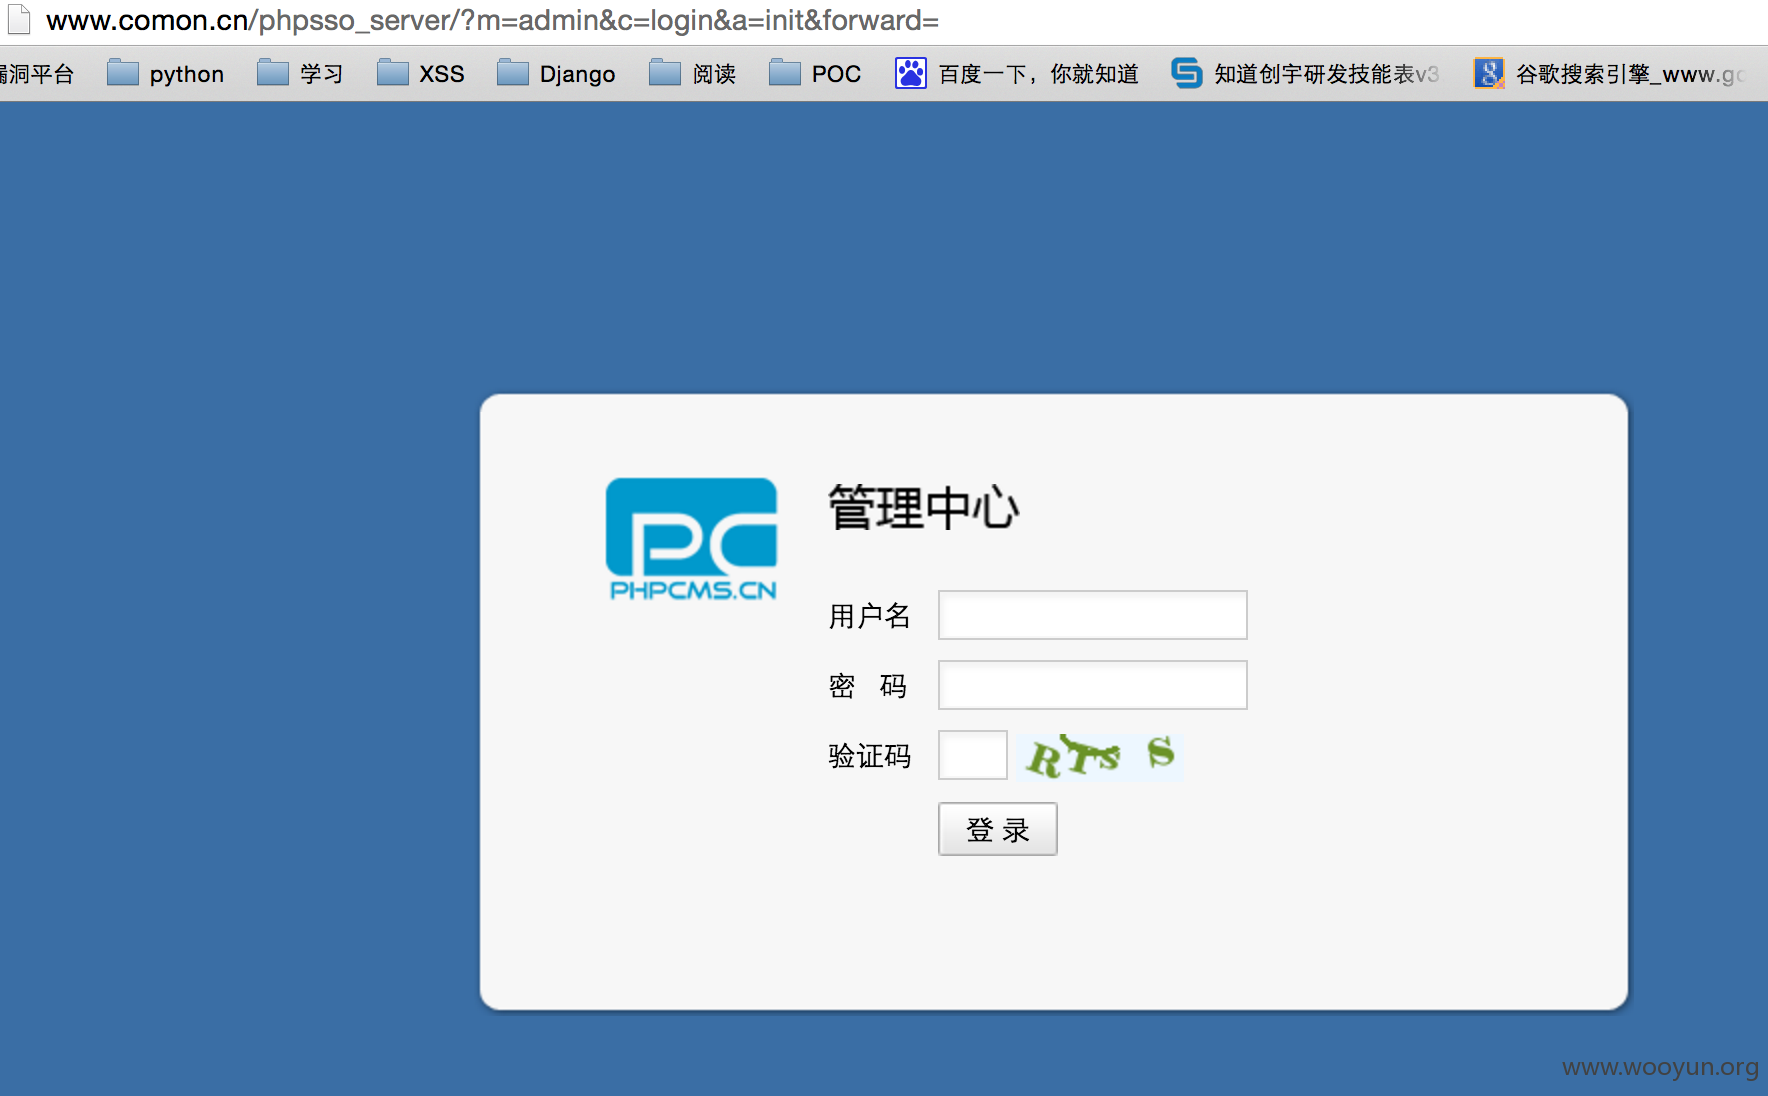 www.comon.cn/phpsso_server/?m=admin&c=login&a=init&forward=
洞平台 python 学习 XSS Django 阅读 POC 百度一下，你就知道 知道创宇研发技能表v3 谷歌搜索引擎_www.go
PC
PHPCMS.CN
管理中心
用户名
密 码
验证码 RTsS
登 录
www.wooyun.org